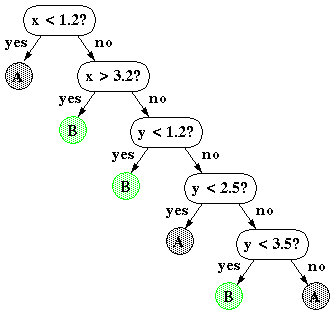 x < 1.2?
yes no
A
x > 3.2?
yes no
B
y < 1.2?
yes no
B
y < 2.5?
yes no
A
y < 3.5?
yes no
B A